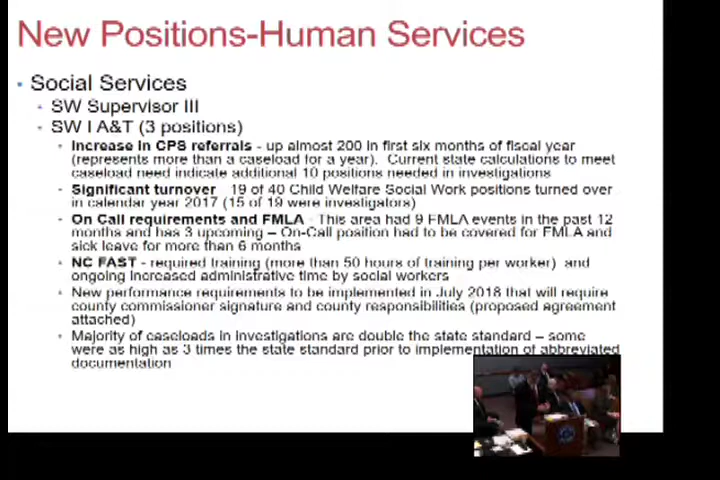 New Positions-Human Services
Social Services
SW Supervisor III
SW I A&T (3 positions)
Increase in CPS referrals - up almost 200 in first six months of fiscal year
(represents more than a caseload for a year). Current state calculations to meet
caseload need indicate additional 10 positions needed in investigations
Significant turnover - 19 of 40 Child Welfare Social Work positions turned over
in calendar year 2017 (15 of 19 were investigators)
On Call requirements and FMLA - This area had 9 FMLA events in the past 12
months and has 3 upcoming – On-Call position had to be covered for FMLA and
sick leave for more than 6 months
NC FAST - required training (more than 50 hours of training per worker) and
ongoing increased administrative time by social workers
New performance requirements to be implemented in July 2018 that will require
county commissioner signature and county responsibilities (proposed agreement
attached)
Majority of caseloads in investigations are double the state standard – some
were as high as 3 times the state standard prior to implementation of abbreviated
documentation